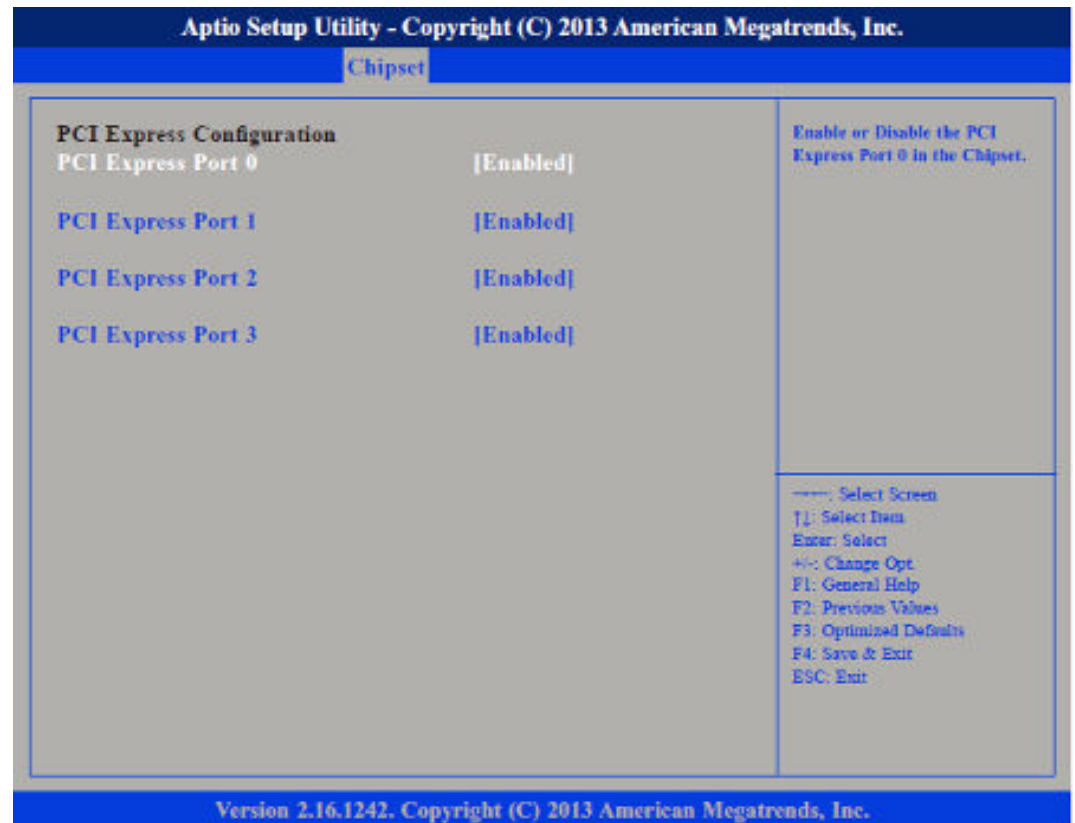 Aptio Setup Utility - Copyright (C) 2013 American Megatrends, Inc.
Chipset
PCI Express Configuration
PCI Express Port 0 [Enabled]
PCI Express Port 1 [Enabled]
PCI Express Port 2 [Enabled]
PCI Express Port 3 [Enabled]
Enable or Disable the PCI
Express Port 0 in the Chipset.
: Select Screen
↑↓: Select Item
Enter: Select
+/-: Change Opt.
F1: General Help
F2: Previous Values
F3: Optimized Defaults
F4: Save & Exit
ESC: Exit
Version 2.16.1242. Copyright (C) 2013 American Megatrends, Inc.